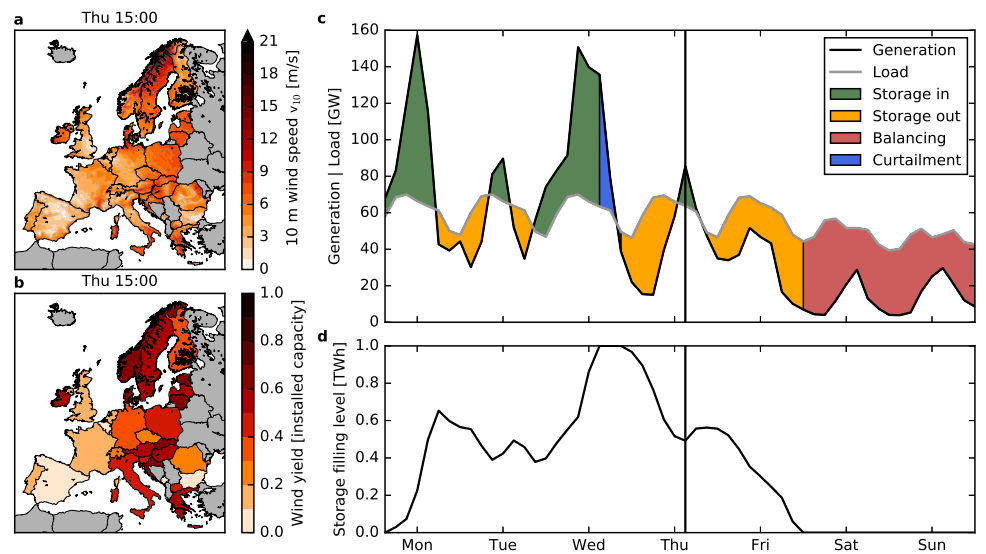 a
Thu 15:00
21
18
15
12
9
6
3
0
10 m wind speed v₁₀ [m/s]
b
Thu 15:00
1.0
0.8
0.6
0.4
0.2
0.0
Wind yield [installed capacity]
c
160
140
120
100
80
60
40
20
0
Generation | Load [GW]
Generation
Load
Storage in
Storage out
Balancing
Curtailment
d
1.0
0.8
0.6
0.4
0.2
0.0
Storage filling level [TWh]
Mon Tue Wed Thu Fri Sat Sun